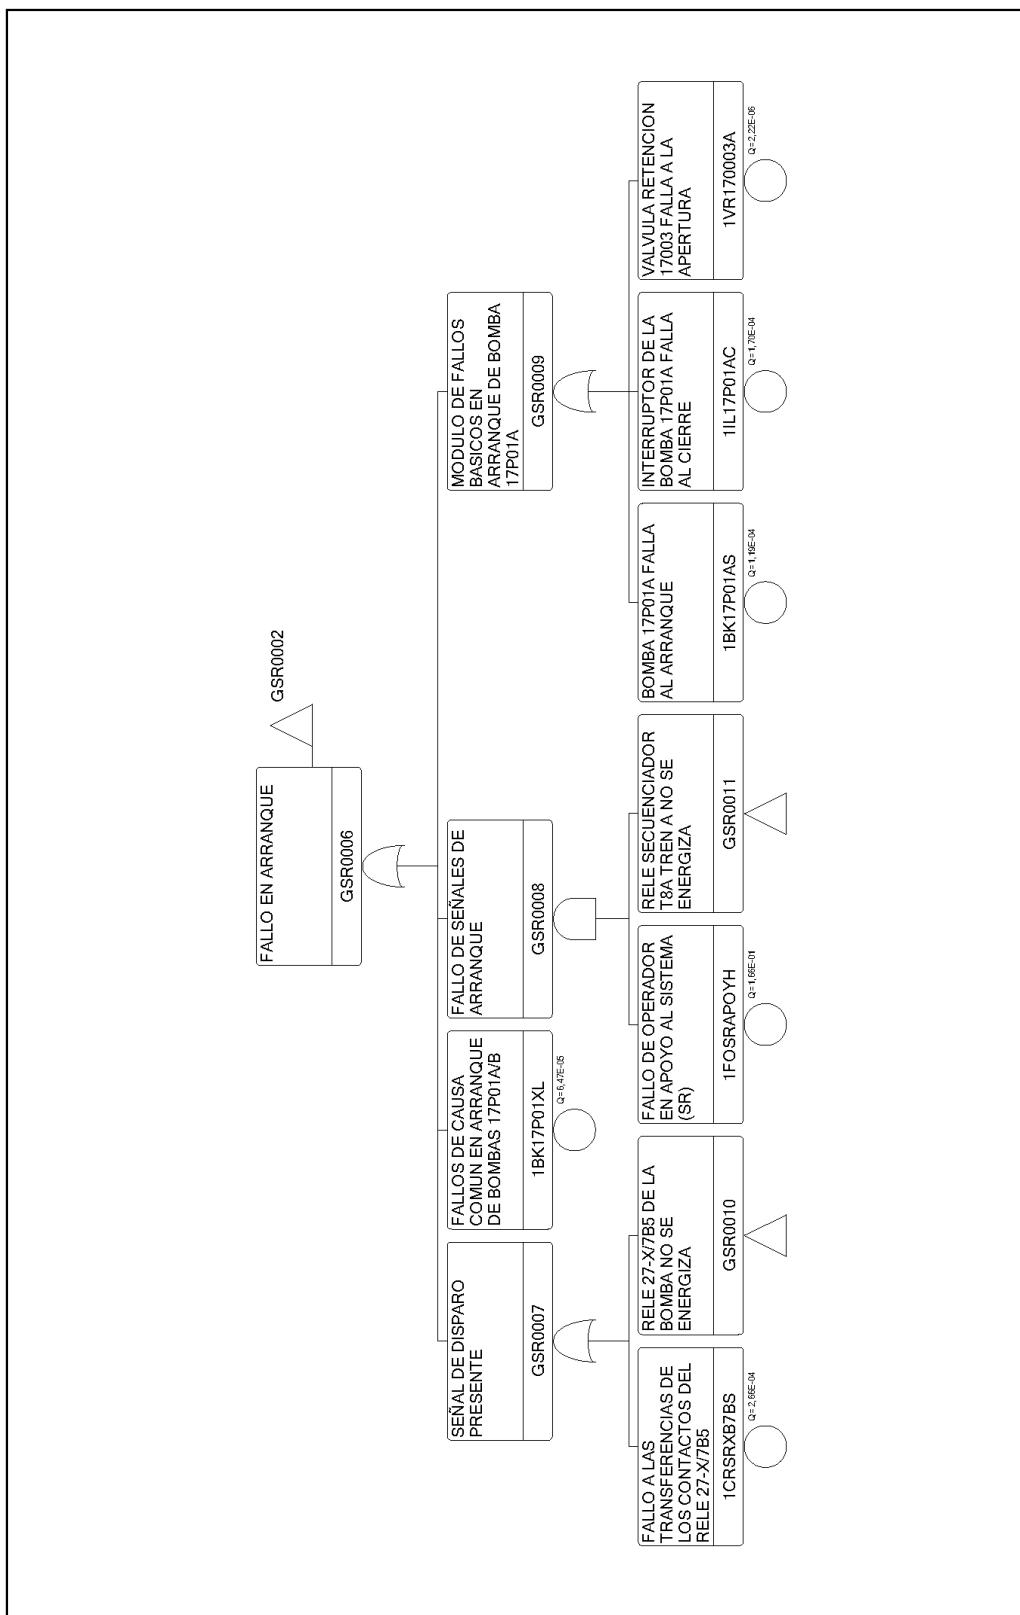 FALLO EN ARRANQUE
GSR0006
GSR0002
SEÑAL DE DISPARO
PRESENTE
GSR0007
FALLOS DE CAUSA
COMUN EN ARRANQUE
DE BOMBAS 17P01A/B
1BK17P01XL
Q=6,47E-05
FALLO DE SEÑALES DE
ARRANQUE
GSR0008
MODULO DE FALLOS
BASICOS EN
ARRANQUE DE BOMBA
17P01A
GSR0009
FALLO A LAS
TRANSFERENCIAS DE
LOS CONTACTOS DEL
RELE 27-X/7B5
1CRSRXB7BS
Q=2,66E-04
RELE 27-X/7B5 DE LA
BOMBA NO SE
ENERGIZA
GSR0010
FALLO DE OPERADOR
EN APOYO AL SISTEMA
(SR)
1FOSRAPOYH
Q=1,66E-01
RELE SECUENCIADOR
T8A TREN A NO SE
ENERGIZA
GSR0011
BOMBA 17P01A FALLA
AL ARRANQUE
1BK17P01AS
Q=1,19E-04
INTERRUPTOR DE LA
BOMBA 17P01A FALLA
AL CIERRE
1IL17P01AC
Q=1,70E-04
VALVULA RETENCION
17003 FALLA A LA
APERTURA
1VR170003A
Q=2,22E-06